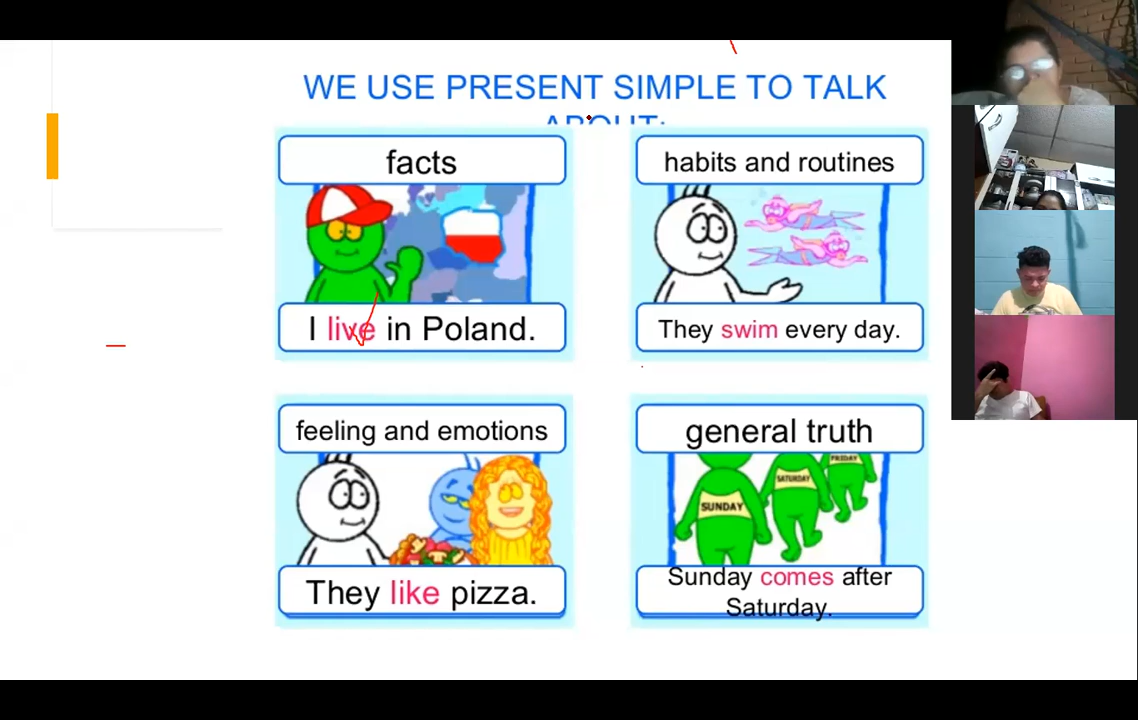 WE USE PRESENT SIMPLE TO TALK
ABOUT:
facts
habits and routines
I live in Poland.
They swim every day.
feeling and emotions
general truth
SUNDAY
SATURDAY
FRIDAY
They like pizza.
Sunday comes after
Saturday.